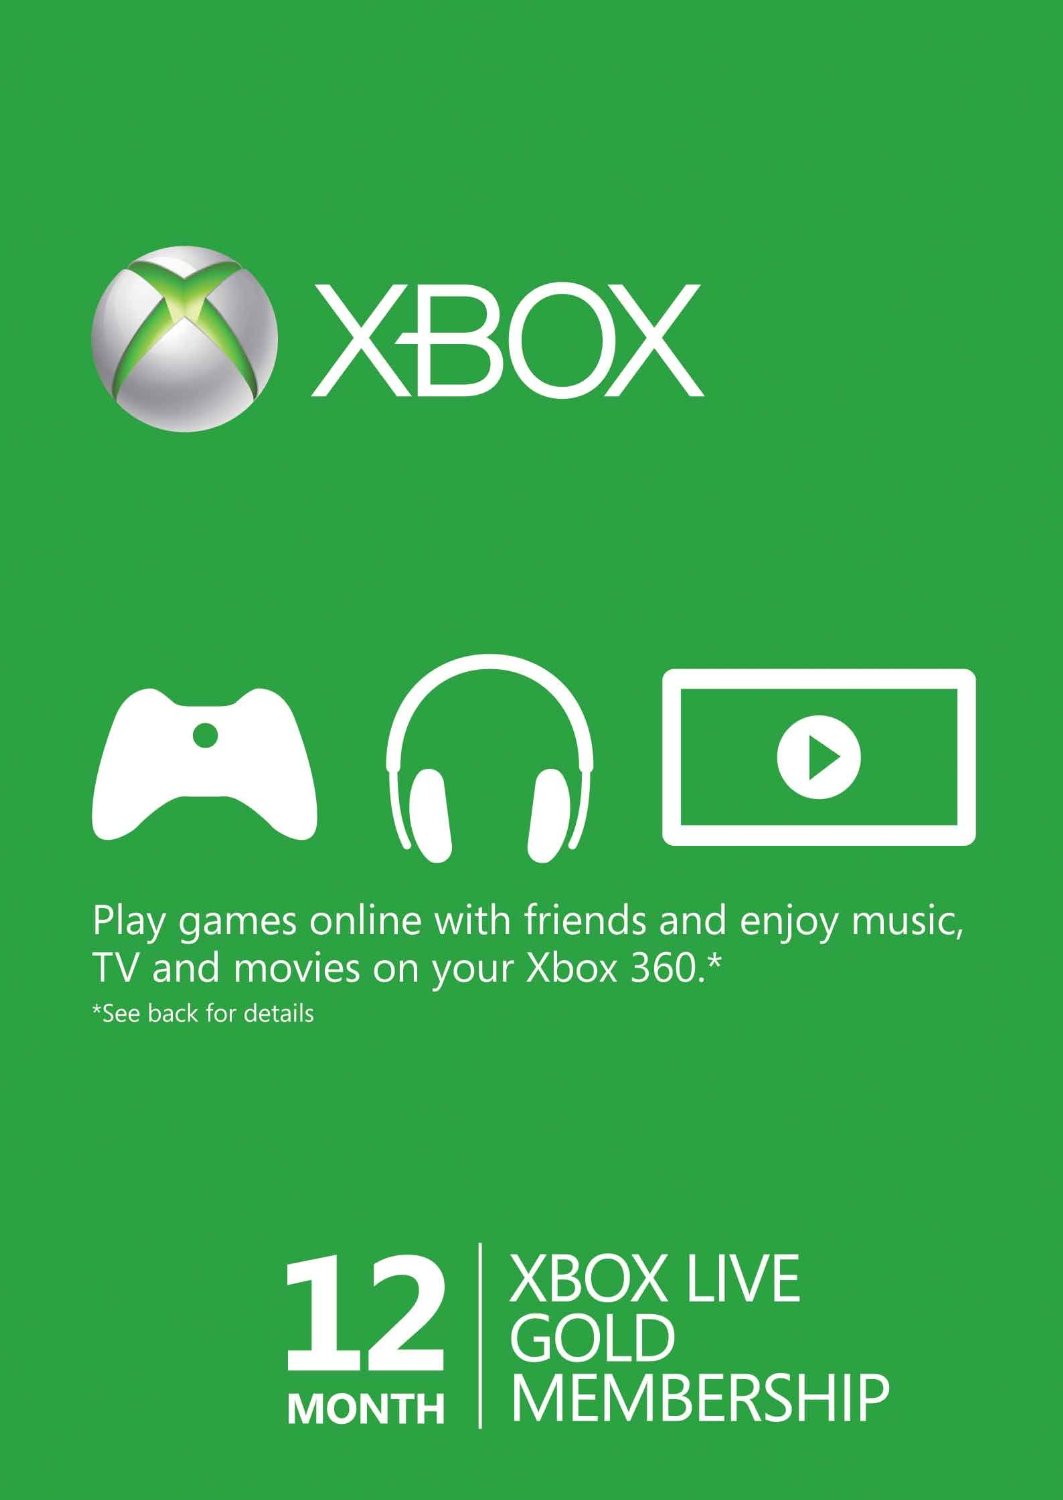 XBOX
Play games online with friends and enjoy music,
TV and movies on your Xbox 360.*
*See back for details
12
MONTH
XBOX LIVE
GOLD
MEMBERSHIP